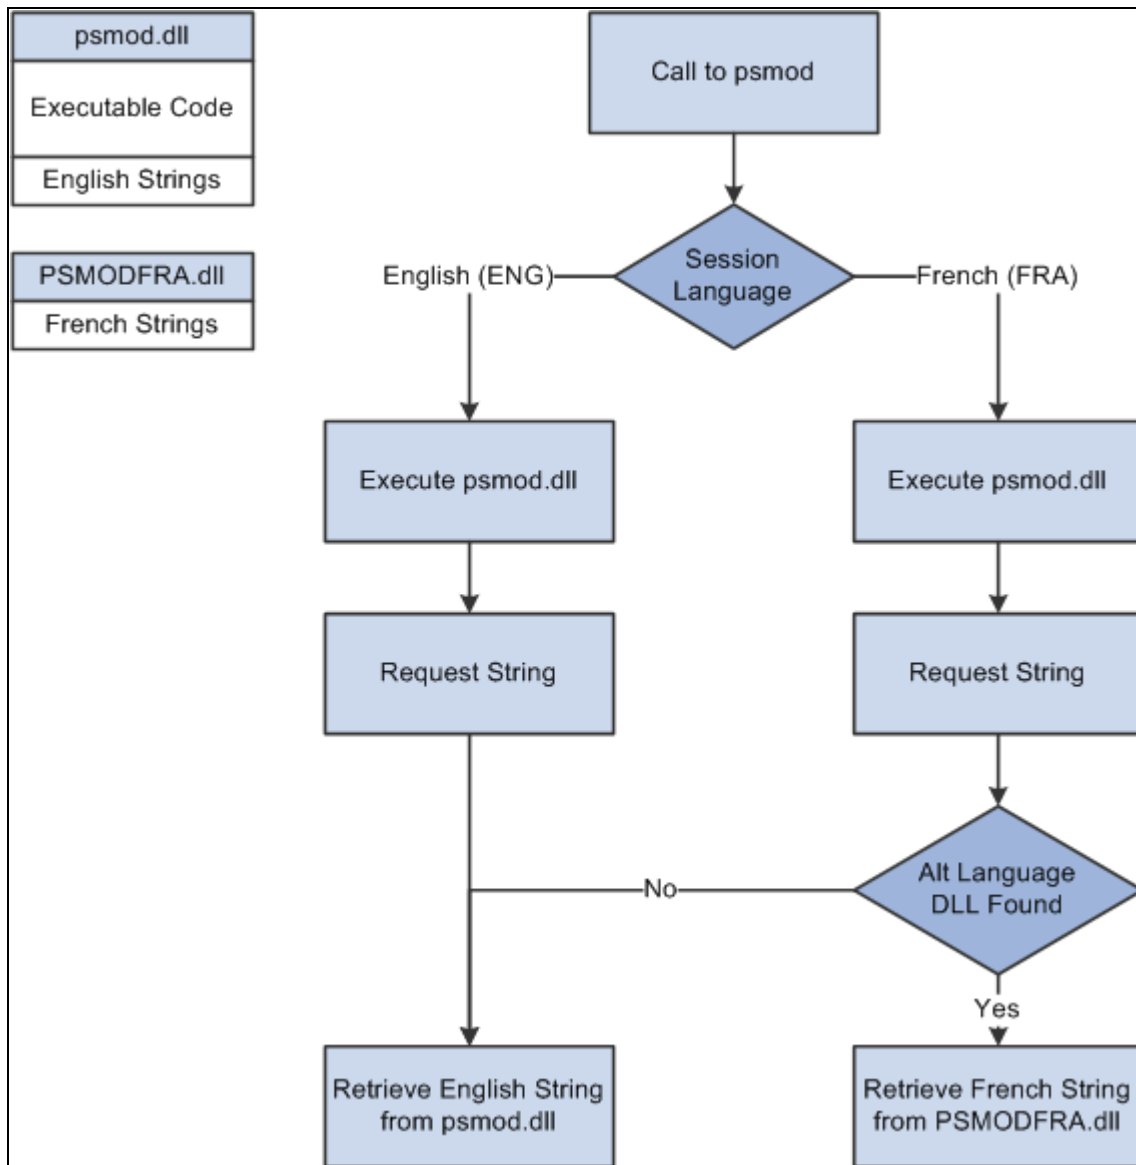 psmod.dll
Executable Code
English Strings
PSMODFRA.dll
French Strings
Call to psmod
Session
Language
English (ENG)
French (FRA)
Execute psmod.dll
Execute psmod.dll
Request String
Request String
Alt Language
DLL Found
No
Yes
Retrieve English String
from psmod.dll
Retrieve French String
from PSMODFRA.dll